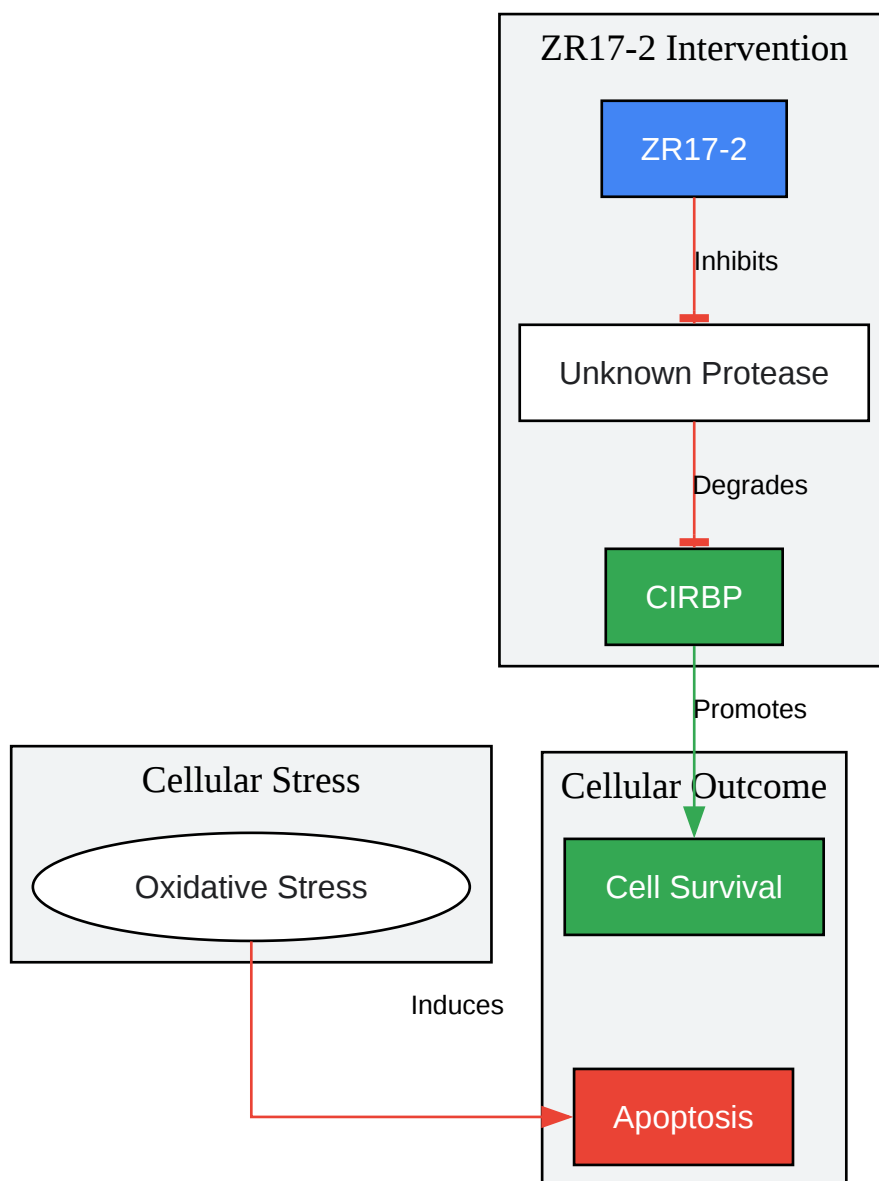 ZR17-2 Intervention
ZR17-2
Inhibits
Unknown Protease
Degrades
CIRBP
Promotes
Cellular Stress
Oxidative Stress
Cellular Outcome
Cell Survival
Induces
Apoptosis